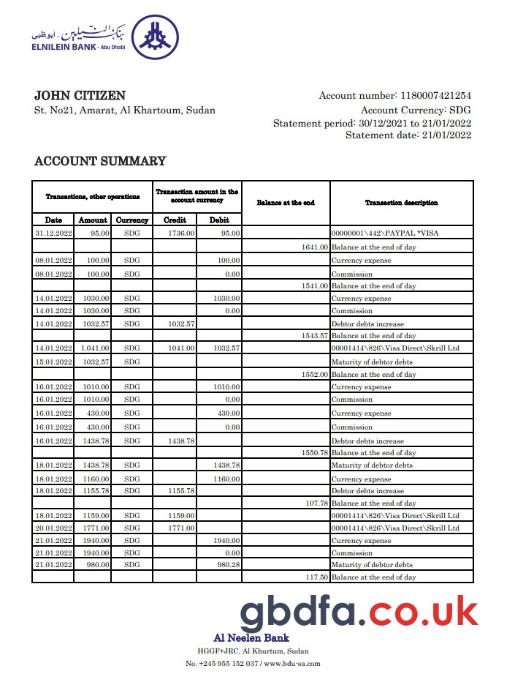 بنك النيلين - أبوظبي
ELNILEIN BANK - Abu Dhabi
JOHN CITIZEN
St. No21, Amarat, Al Khartoum, Sudan
Account number: 1180007421254
Account Currency: SDG
Statement period: 30/12/2021 to 21/01/2022
Statement date: 21/01/2022
ACCOUNT SUMMARY
Transactions, other operations Transaction amount in the account currency Balance at the end Transaction description
Date Amount Currency Credit Debit
31.12.2022 95.00 SDG 1736.00 95.00 00000001\442\PAYPAL *VISA
1641.00 Balance at the end of day
08.01.2022 100.00 SDG 100.00 Currency expense
08.01.2022 100.00 SDG 0.00 Commission
1541.00 Balance at the end of day
14.01.2022 1030.00 SDG 1030.00 Currency expense
14.01.2022 1030.00 SDG 0.00 Commission
14.01.2022 1032.57 SDG 1032.57 Debtor debts increase
1543.57 Balance at the end of day
14.01.2022 1.041.00 SDG 1041.00 1032.57 00001414\826\Visa Direct\Skrill Ltd
15.01.2022 1032.57 SDG Maturity of debtor debts
1552.00 Balance at the end of day
16.01.2022 1010.00 SDG 1010.00 Currency expense
16.01.2022 1010.00 SDG 0.00 Commission
16.01.2022 430.00 SDG 430.00 Currency expense
16.01.2022 430.00 SDG 0.00 Commission
16.01.2022 1438.78 SDG 1438.78 Debtor debts increase
1550.78 Balance at the end of day
18.01.2022 1438.78 SDG 1438.78 Maturity of debtor debts
18.01.2022 1160.00 SDG 1160.00 Currency expense
18.01.2022 1155.78 SDG 1155.78 Debtor debts increase
107.78 Balance at the end of day
18.01.2022 1159.00 SDG 1159.00 00001414\826\Visa Direct\Skrill Ltd
20.01.2022 1771.00 SDG 1771.00 00001414\826\Visa Direct\Skrill Ltd
21.01.2022 1940.00 SDG 1940.00 Currency expense
21.01.2022 1940.00 SDG 0.00 Commission
21.01.2022 980.00 SDG 980.28 Maturity of debtor debts
117.50 Balance at the end of day
gbdfa.co.uk
Al Neelen Bank
HGGF+JRC, Al Khurtum, Sudan
No. +245 955 152 037 / www.bdu-sa.com